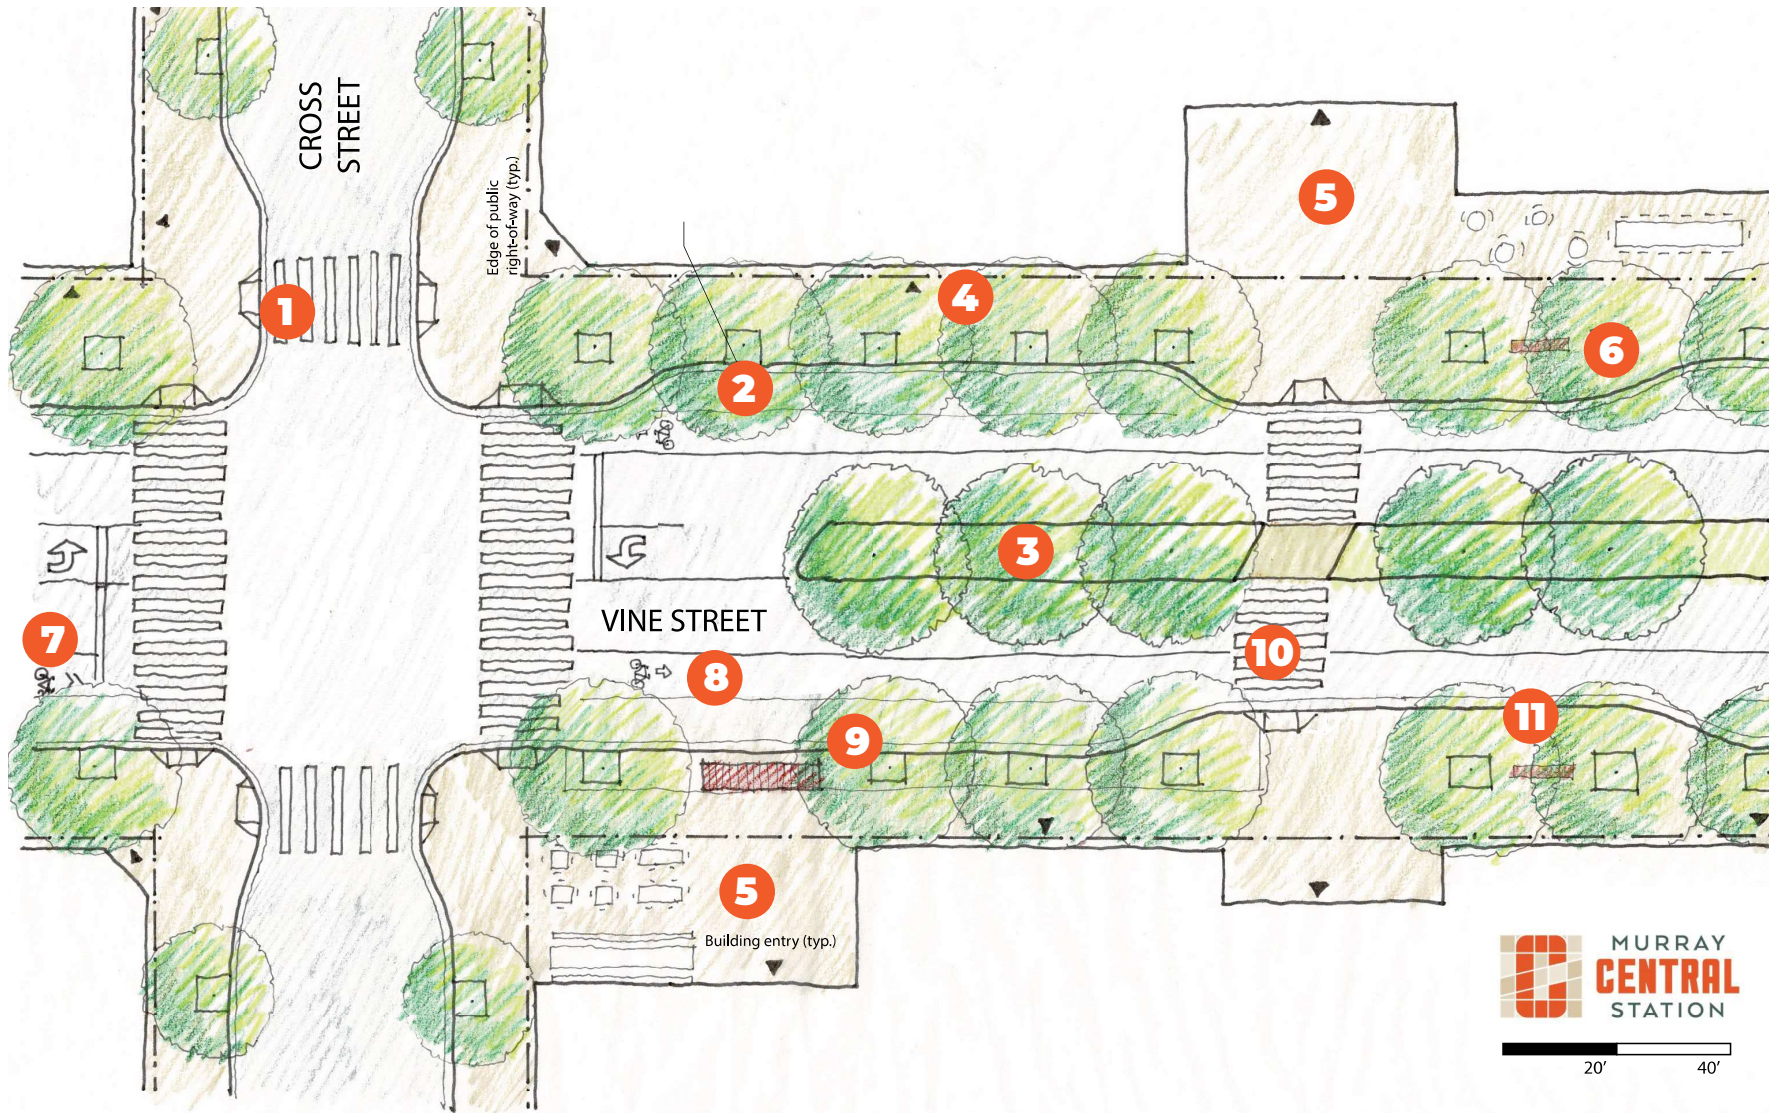 CROSS
STREET
Edge of public
right-of-way (typ.)
5
1
4
6
2
3
VINE STREET
7
10
8
11
9
5
Building entry (typ.)
MURRAY
CENTRAL
STATION
20’
40’